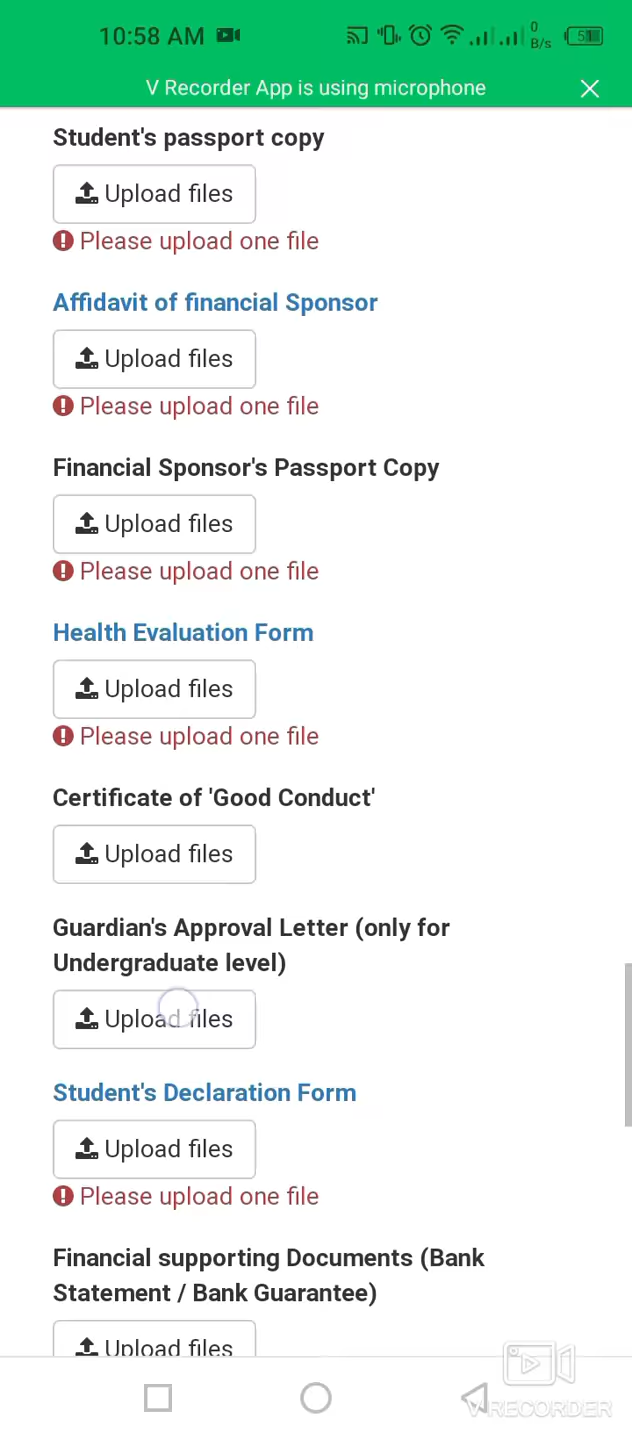 10:58 AM 0 B/s 51
V Recorder App is using microphone
Student's passport copy
Upload files
Please upload one file
Affidavit of financial Sponsor
Upload files
Please upload one file
Financial Sponsor's Passport Copy
Upload files
Please upload one file
Health Evaluation Form
Upload files
Please upload one file
Certificate of 'Good Conduct'
Upload files
Guardian's Approval Letter (only for
Undergraduate level)
Upload files
Student's Declaration Form
Upload files
Please upload one file
Financial supporting Documents (Bank
Statement / Bank Guarantee)
Upload files
V RECORDER